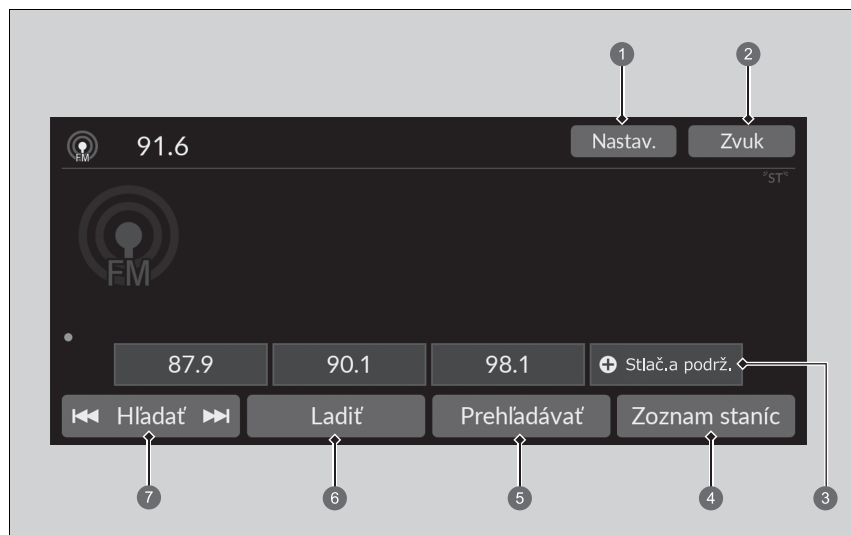 1 2
FM 91.6 Nastav. Zvuk
"ST"
FM
87.9 90.1 98.1 Stlač.a podrž.
Hľadať Ladiť Prehľadávať Zoznam staníc
7 6 5 4 3